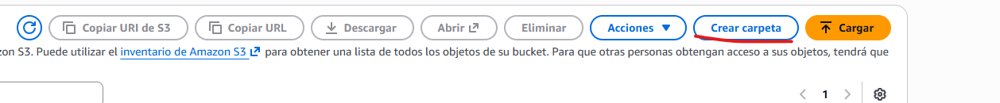 Copiar URI de S3 Copiar URL Descargar Abrir Eliminar Acciones Crear carpeta Cargar
zon S3. Puede utilizar el inventario de Amazon S3 para obtener una lista de todos los objetos de su bucket. Para que otras personas obtengan acceso a sus objetos, tendrá que
1